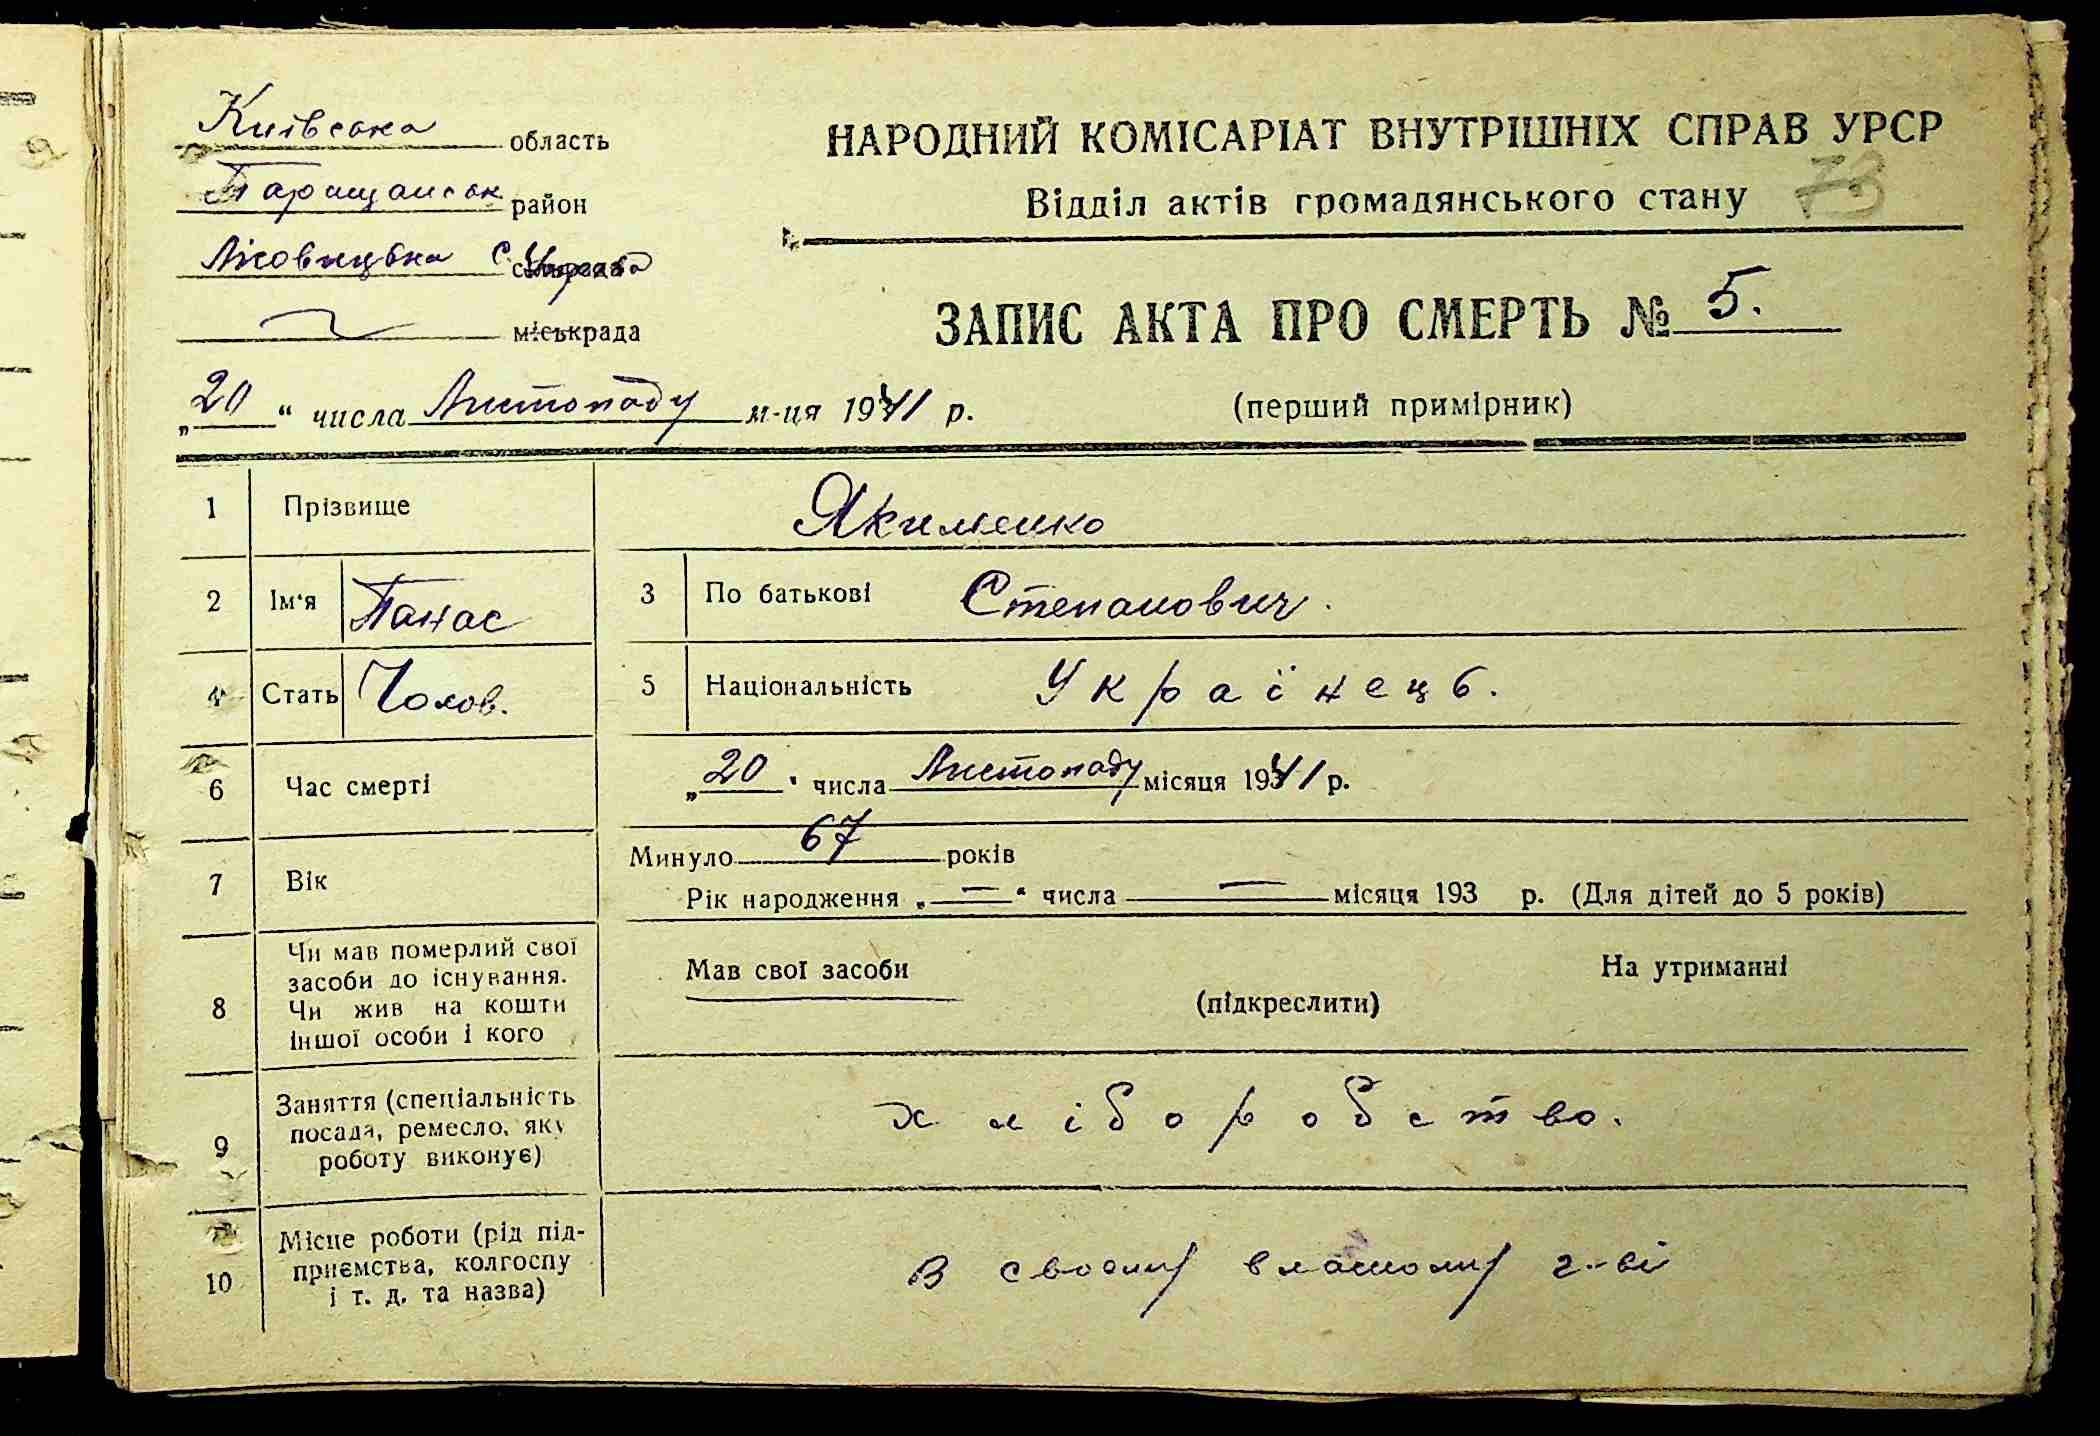 Київська область
Таращанськ район
Лісовицька с. Управа
міськрада
НАРОДНИЙ КОМІСАРІАТ ВНУТРІШНІХ СПРАВ УРСР
Відділ актів громадянського стану 73
ЗАПИС АКТА ПРО СМЕРТЬ № 5.
„20“ числа Листопаду м-ця 1941 р. (перший примірник)
1 Прізвище Якименко
2 Ім'я Панас 3 По батькові Степанович.
4 Стать Чолов. 5 Національність Українець.
6 Час смерті „20“ числа Листопаду місяця 1941 р.
7 Вік Минуло 67 років
Рік народження „—“ числа — місяця 193 р. (Для дітей до 5 років)
8 Чи мав померлий свої
засоби до існування.
Чи жив на кошти
іншої особи і кого
Мав свої засоби На утриманні
(підкреслити)
9 Заняття (спеціальність
посада, ремесло, яку
роботу виконує)
хліборобство.
10 Місце роботи (рід під-
приємства, колгоспу
і т. д. та назва)
В своєму власному г-ві